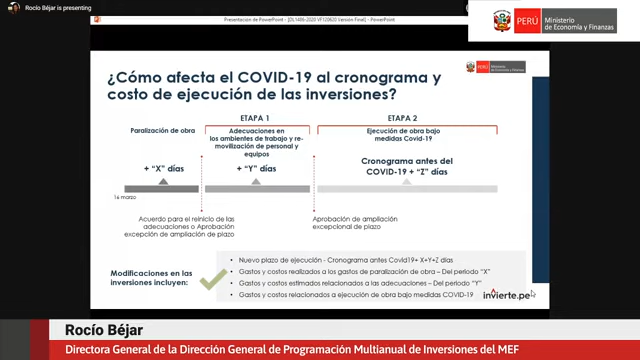 Rocío Béjar is presenting
Presentación de PowerPoint - [DL1486-2020 VF120620 Versión Final] - PowerPoint
PERÚ
Ministerio
de Economía y Finanzas
¿Cómo afecta el COVID-19 al cronograma y
costo de ejecución de las inversiones?
PERÚ
ETAPA 1
ETAPA 2
Paralización de obra
Adecuaciones en
los ambientes de trabajo y re-
movilización de personal y
equipos
Ejecución de obra bajo
medidas Covid-19
+ “X” días
+ “Y” días
Cronograma antes del
COVID-19 + “Z” días
16 marzo
Acuerdo para el reinicio de las
adecuaciones o Aprobación
excepción de ampliación de plazo
Aprobación de ampliación
excepcional de plazo
Modificaciones en las
inversiones incluyen:
Nuevo plazo de ejecución - Cronograma antes Covid19+ X+Y+Z días
Gastos y costos realizados a los gastos de paralización de obra – Del periodo “X”
Gastos y costos estimados relacionados a las adecuaciones – Del periodo “Y”
Gastos y costos relacionados a ejecución de obra bajo medidas COVID-19
invierte.pe
Rocío Béjar
Directora General de la Dirección General de Programación Multianual de Inversiones del MEF